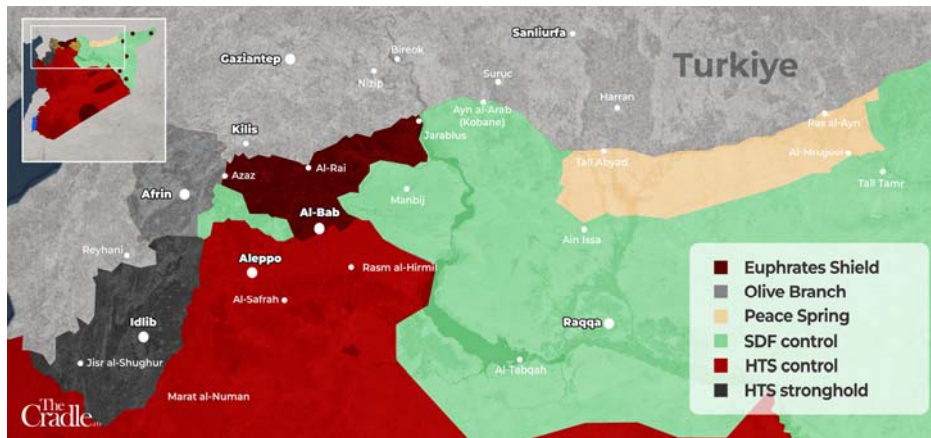 Sanliurfa
Bireok
Gaziantep
Turkiye
Nizip
Suruc
Ayn al-Arab
(Kobane)
Harran
Ras al-Ayn
Kilis
Jarablus
Al-Rai
Tall Abyad
Azaz
Tall Tamr
Afrin
Manbij
Al-Bab
Ain Issa
Reyhani
Aleppo
Rasm al-Hirmil
Al-Safrah
Idlib
Raqqa
Jisr al-Shughur
Al-Tabqah
Marat al-Numan
Euphrates Shield
Olive Branch
Peace Spring
SDF control
HTS control
HTS stronghold
The
Cradle